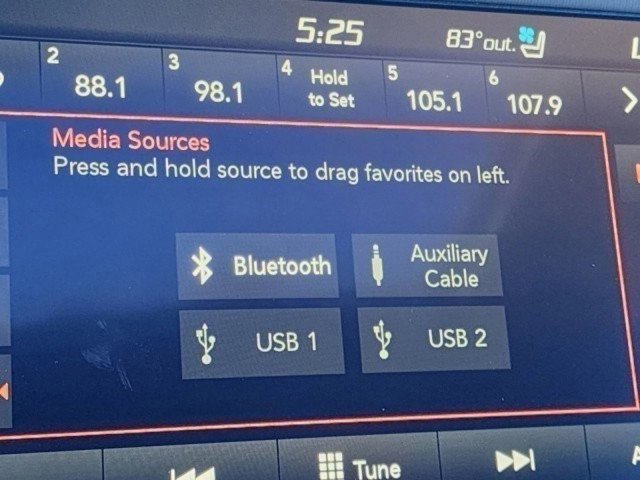 5:25
83°out.
2
88.1
3
98.1
4
Hold
to Set
5
105.1
6
107.9
Media Sources
Press and hold source to drag favorites on left.
Bluetooth
Auxiliary
Cable
USB 1
USB 2
Tune